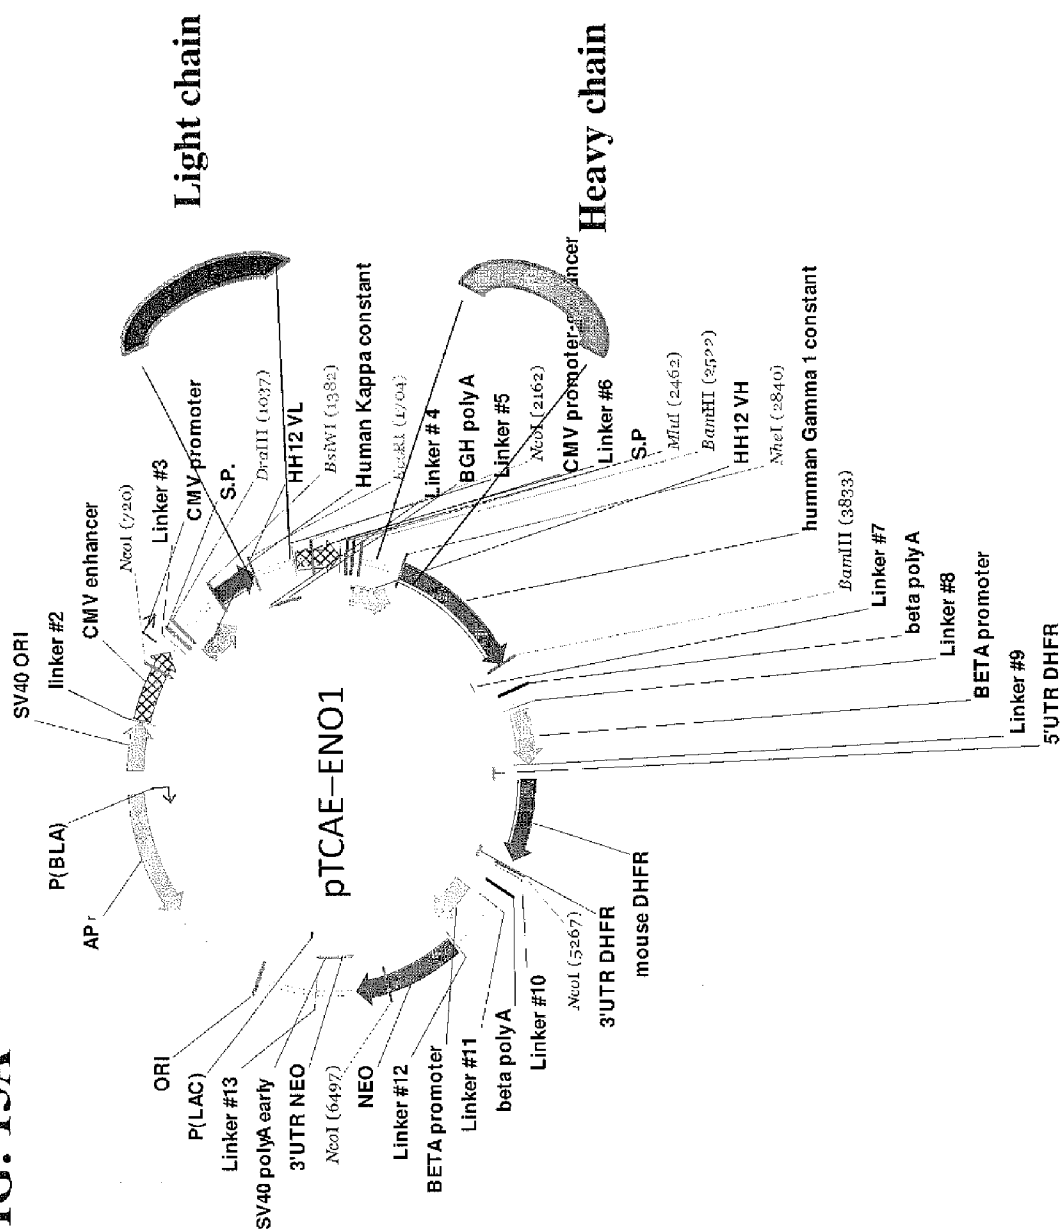 SV40 ORI
linker #2
CMV enhancer
NcoI (720)
Linker #3
CMV promoter
S.P.
DraIII (1037)
HH12 VL
BsiWI (1382)
Human Kappa constant
(1704)
Linker # 4
BGH polyA
Linker #5
NcoI (2162)
CMV promoter-enhancer
Linker #6
S.P
MluI (2462)
BamHI (2522)
HH12 VH
NheI (2840)
human Gamma 1 constant
BamHI (3833)
Linker #7
beta polyA
Linker #8
BETA promoter
Linker #9
5'UTR DHFR
mouse DHFR
3'UTR DHFR
NcoI (5267)
Linker #10
beta polyA
Linker #11
BETA promoter
Linker #12
NEO
NcoI (6497)
3'UTR NEO
SV40 polyA early
Linker #13
P(LAC)
ORI
AP r
P(BLA)
pTCAE–ENO1
Light chain
Heavy chain